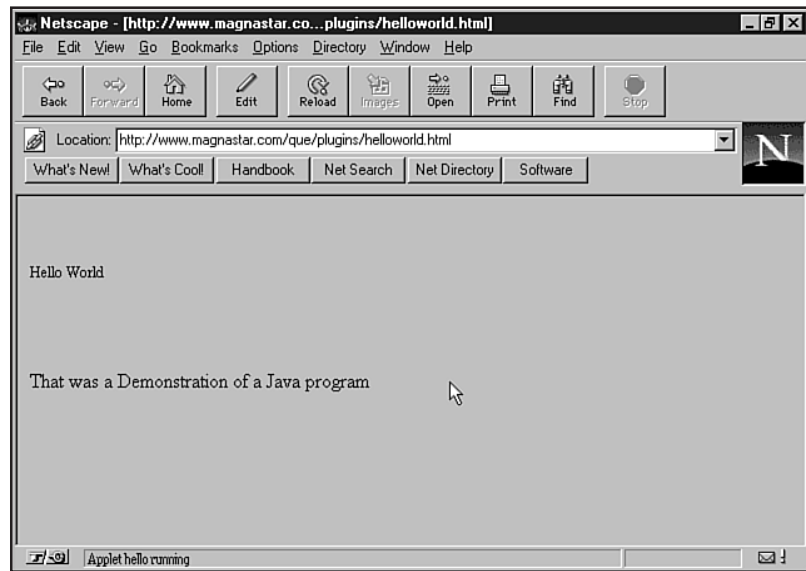 Netscape - [http://www.magnastar.co...plugins/helloworld.html]
File Edit View Go Bookmarks Options Directory Window Help
Back Forward Home Edit Reload Images Open Print Find Stop
Location: http://www.magnastar.com/que/plugins/helloworld.html
N
What's New! What's Cool! Handbook Net Search Net Directory Software
Hello World
That was a Demonstration of a Java program
Applet hello running